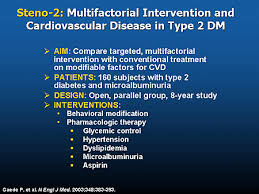 Steno-2: Multifactorial Intervention and
Cardiovascular Disease in Type 2 DM
AIM: Compare targeted, multifactorial
intervention with conventional treatment
on modifiable factors for CVD
PATIENTS: 160 subjects with type 2
diabetes and microalbuminuria
DESIGN: Open, parallel group, 8-year study
INTERVENTIONS:
Behavioral modification
Pharmacologic therapy
Glycemic control
Hypertension
Dyslipidemia
Microalbuminuria
Aspirin
Gaede P, et al. N Engl J Med. 2003;348:383-393.